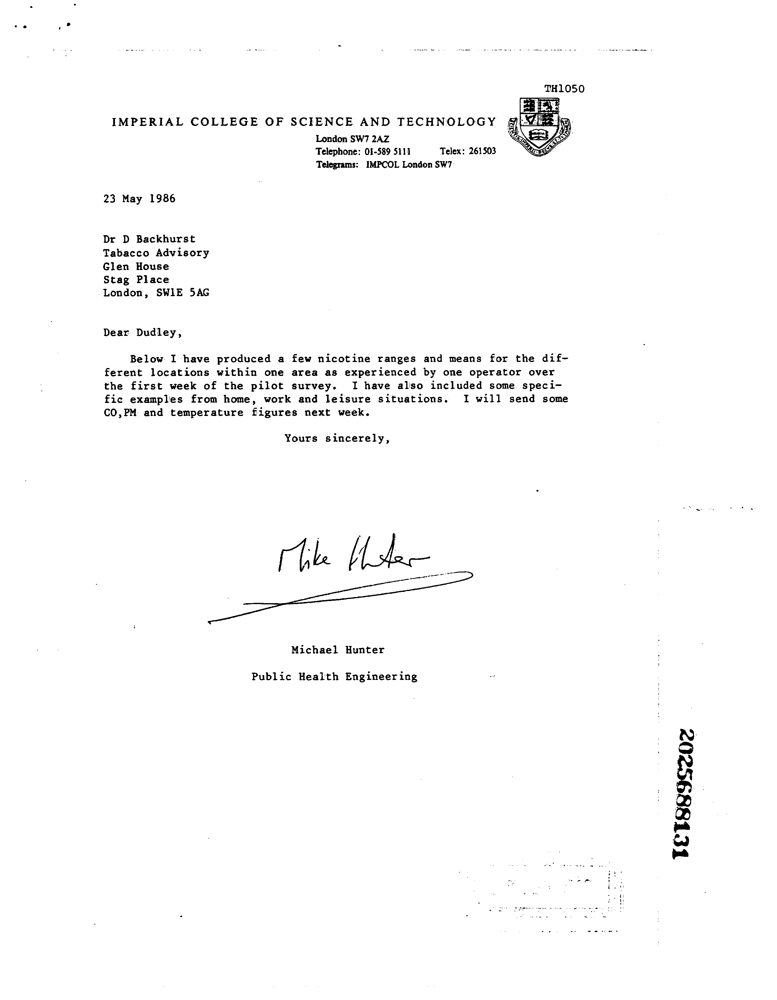 TH1050
IMPERIAL COLLEGE OF SCIENCE AND TECHNOLOGY
London SW7 2AZ
Telephone: 01-589 5111 Telex: 261503
Telegrams: IMPCOL London SW7
23 May 1986
Dr D Backhurst
Tabacco Advisory
Glen House
Stag Place
London, SW1E 5AG
Dear Dudley,
Below I have produced a few nicotine ranges and means for the dif-
ferent locations within one area as experienced by one operator over
the first week of the pilot survey. I have also included some speci-
fic examples from home, work and leisure situations. I will send some
CO,PM and temperature figures next week.
Yours sincerely,
Mike Hunter
Michael Hunter
Public Health Engineering
2025688131